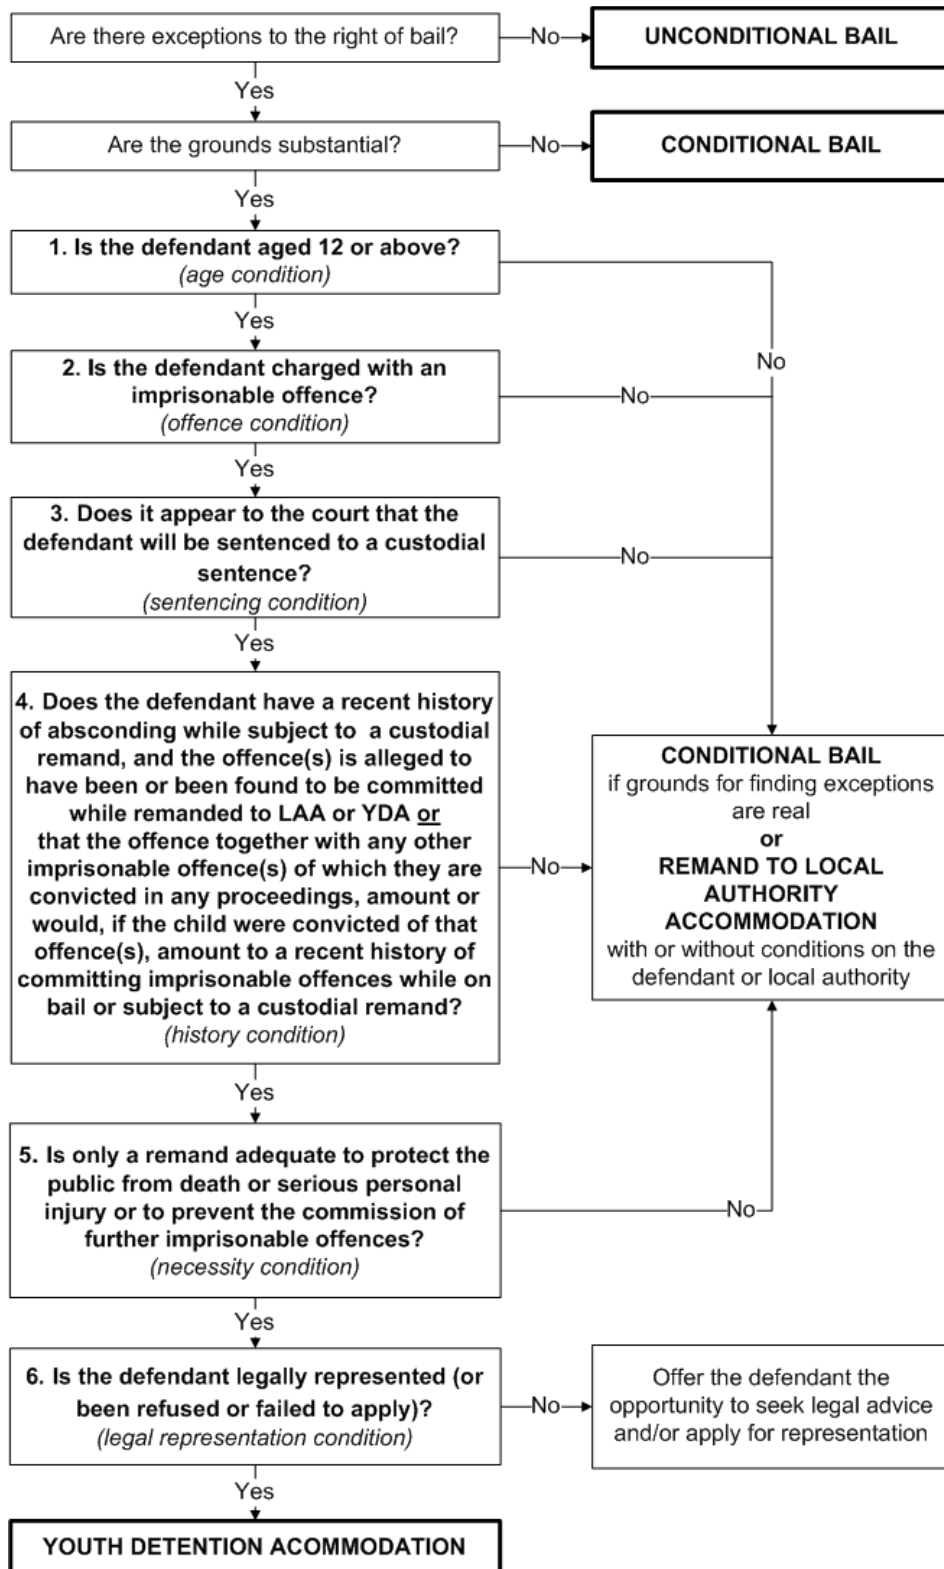 Are there exceptions to the right of bail?
No
UNCONDITIONAL BAIL
Yes
Are the grounds substantial?
No
CONDITIONAL BAIL
Yes
1. Is the defendant aged 12 or above?
(age condition)
Yes
No
2. Is the defendant charged with an
imprisonable offence?
(offence condition)
No
Yes
3. Does it appear to the court that the
defendant will be sentenced to a custodial
sentence?
(sentencing condition)
No
Yes
4. Does the defendant have a recent history
of absconding while subject to a custodial
remand, and the offence(s) is alleged to
have been or been found to be committed
while remanded to LAA or YDA or
that the offence together with any other
imprisonable offence(s) of which they are
convicted in any proceedings, amount or
would, if the child were convicted of that
offence(s), amount to a recent history of
committing imprisonable offences while on
bail or subject to a custodial remand?
(history condition)
No
CONDITIONAL BAIL
if grounds for finding exceptions
are real
or
REMAND TO LOCAL
AUTHORITY
ACCOMMODATION
with or without conditions on the
defendant or local authority
Yes
5. Is only a remand adequate to protect the
public from death or serious personal
injury or to prevent the commission of
further imprisonable offences?
(necessity condition)
No
Yes
6. Is the defendant legally represented (or
been refused or failed to apply)?
(legal representation condition)
No
Offer the defendant the
opportunity to seek legal advice
and/or apply for representation
Yes
YOUTH DETENTION ACOMMODATION